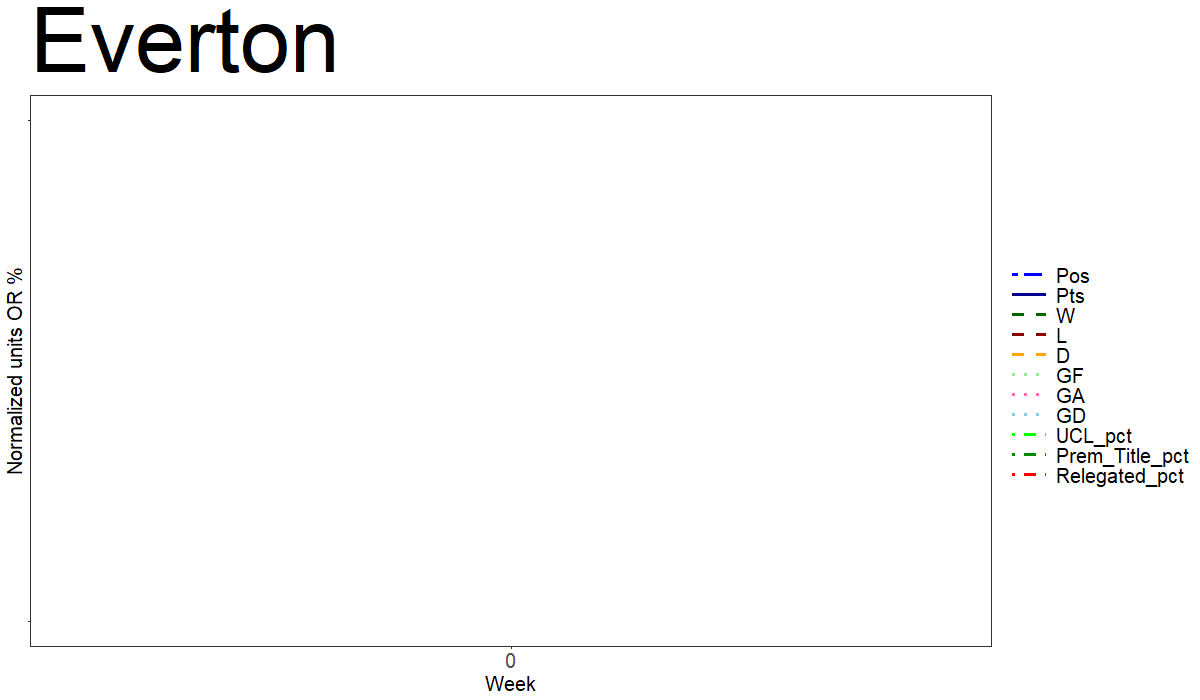 Everton
Normalized units OR %
0
Week
Pos
Pts
W
L
D
GF
GA
GD
UCL_pct
Prem_Title_pct
Relegated_pct